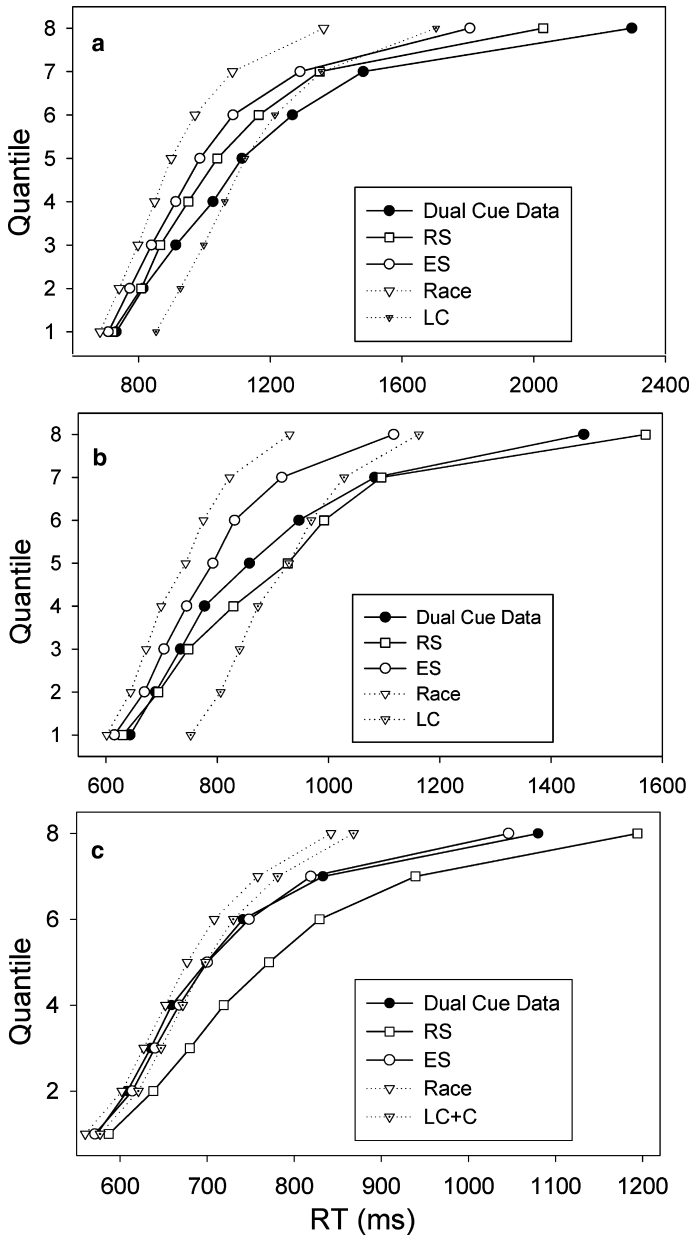 a
Quantile
8
7
6
5
4
3
2
1
Dual Cue Data
RS
ES
Race
LC
800 1200 1600 2000 2400
b
Quantile
8
7
6
5
4
3
2
1
Dual Cue Data
RS
ES
Race
LC
600 800 1000 1200 1400 1600
c
Quantile
8
6
4
2
Dual Cue Data
RS
ES
Race
LC+C
600 700 800 900 1000 1100 1200
RT (ms)